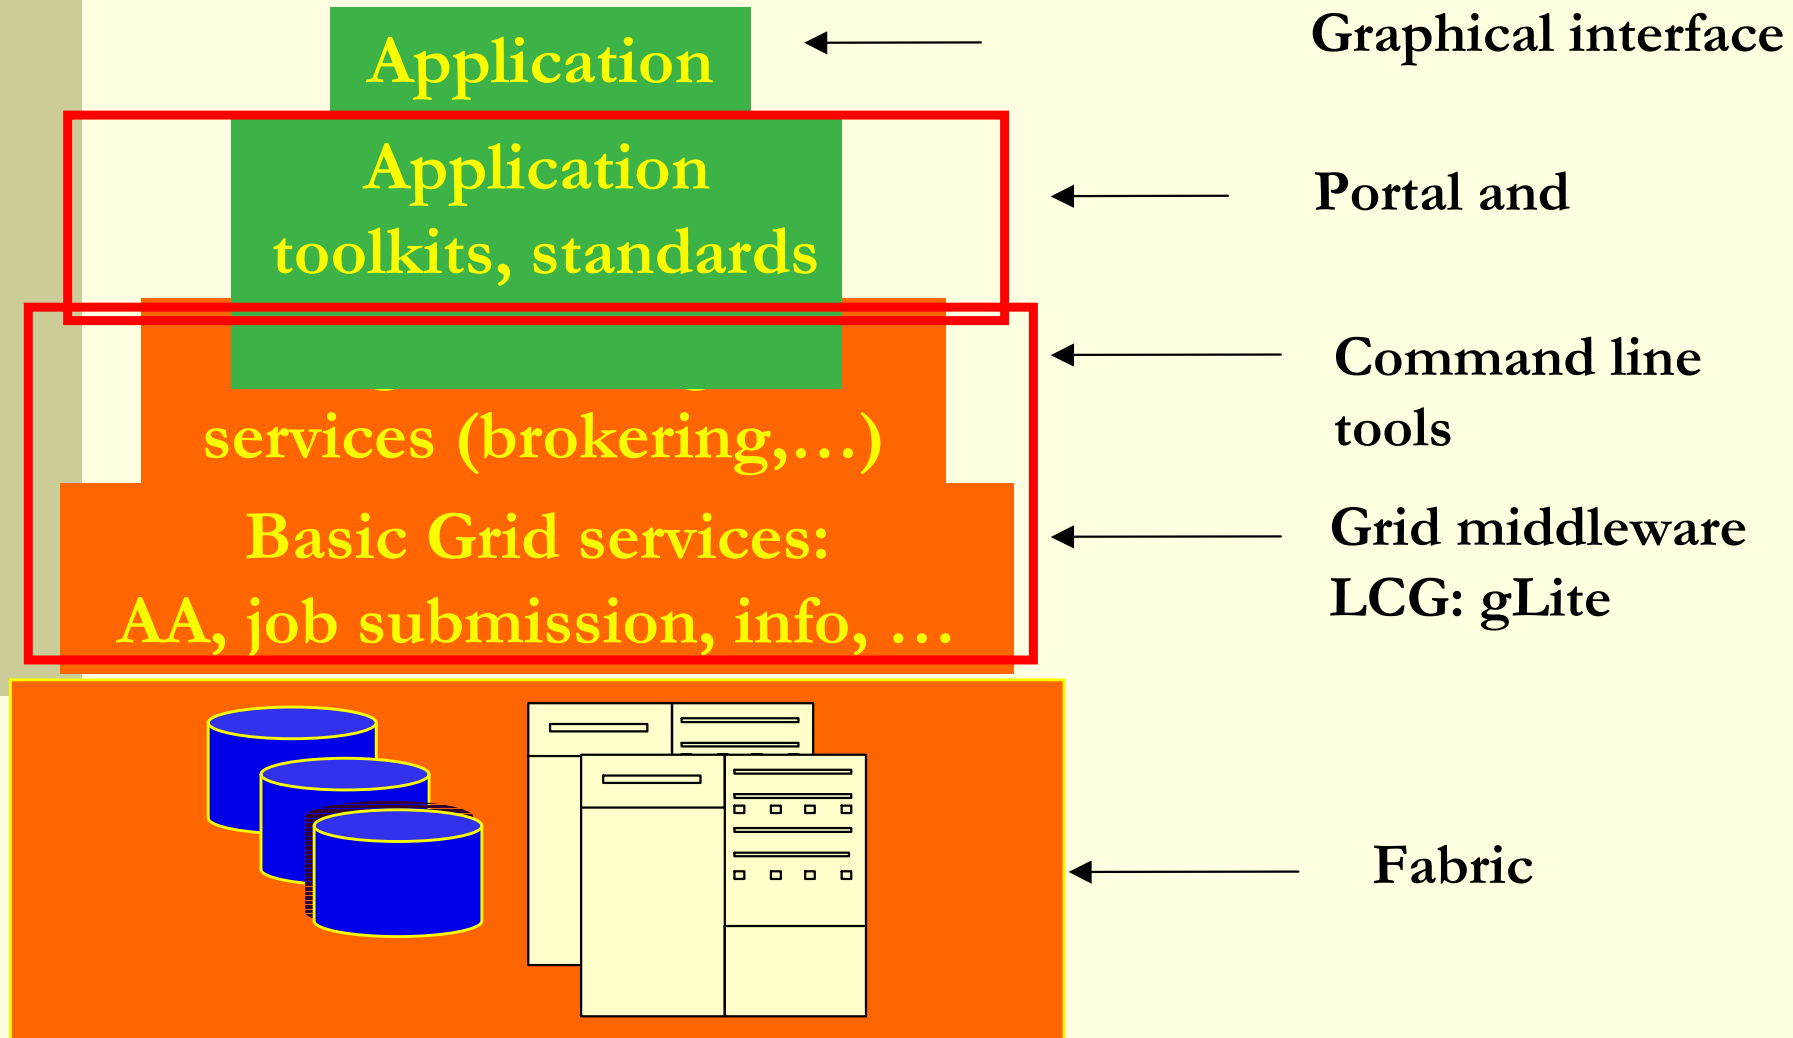 Application
Graphical interface
Application
toolkits, standards
Portal and
Command line
tools
services (brokering,…)
Basic Grid services:
AA, job submission, info, …
Grid middleware
LCG: gLite
Fabric